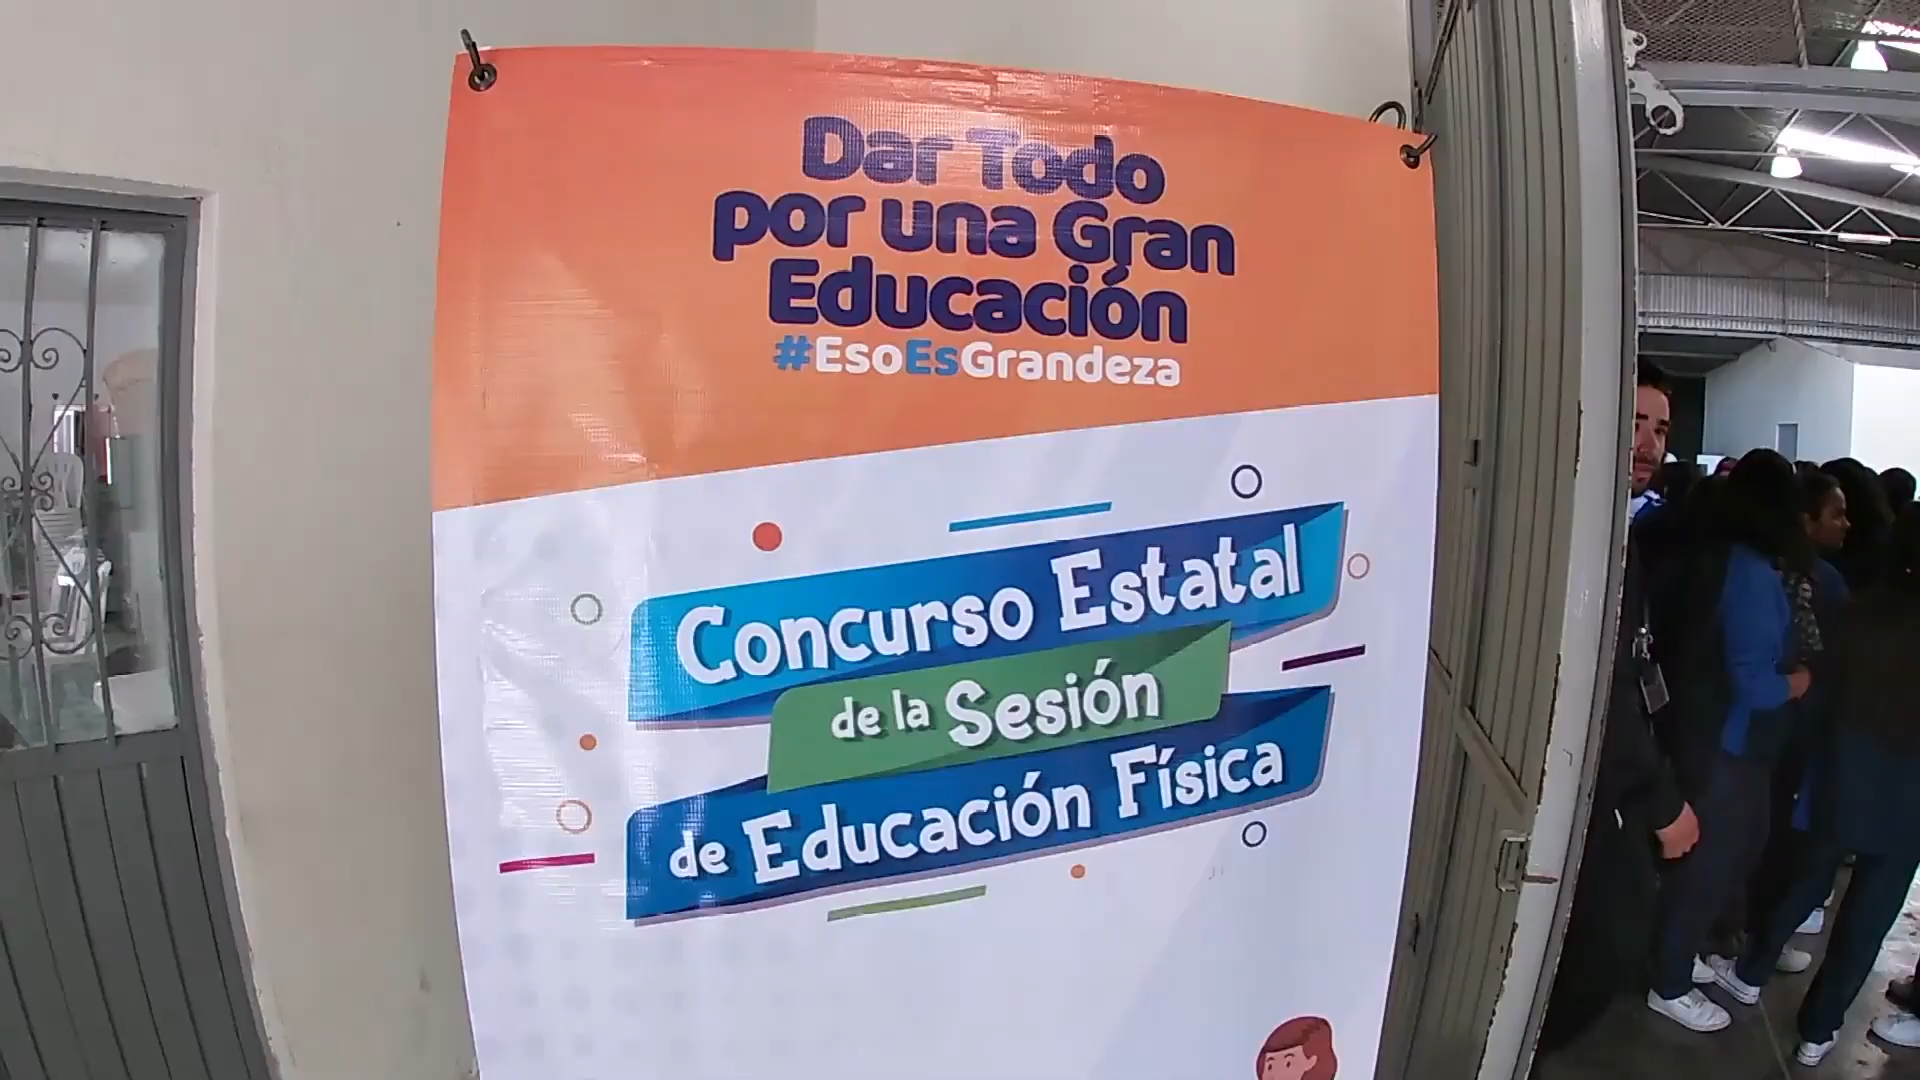 Dar Todo
por una Gran
Educación
#EsoEsGrandeza
Concurso Estatal
de la Sesión
de Educación Física